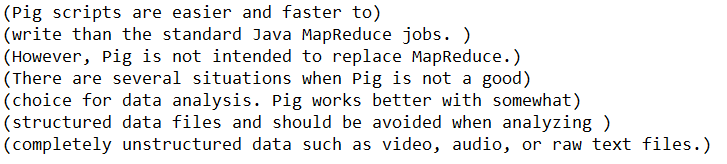 (Pig scripts are easier and faster to)
(write than the standard Java MapReduce jobs. )
(However, Pig is not intended to replace MapReduce.)
(There are several situations when Pig is not a good)
(choice for data analysis. Pig works better with somewhat)
(structured data files and should be avoided when analyzing )
(completely unstructured data such as video, audio, or raw text files.)